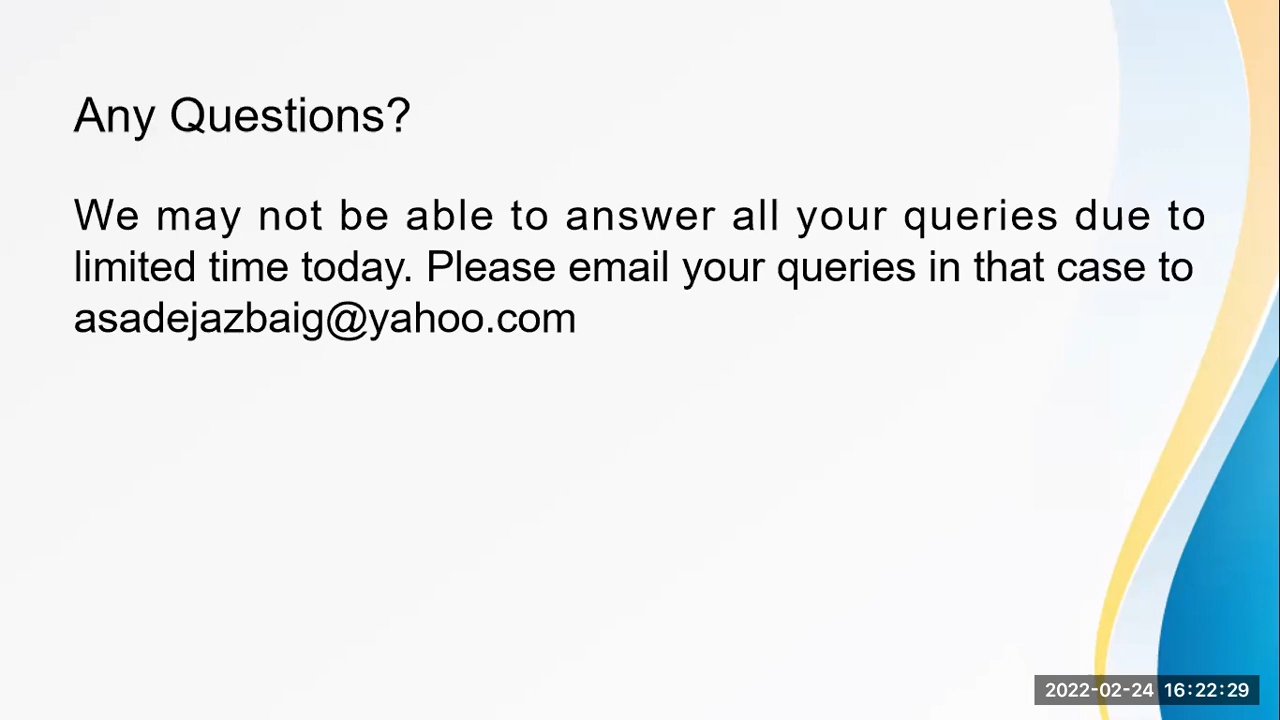 Any Questions?
We may not be able to answer all your queries due to
limited time today. Please email your queries in that case to
asadejazbaig@yahoo.com
2022-02-24 16:22:29